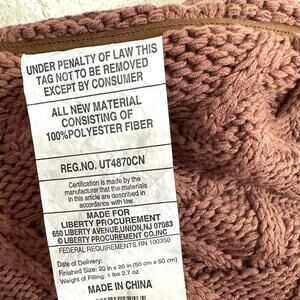 UNDER PENALTY OF LAW THIS
TAG NOT TO BE REMOVED
EXCEPT BY CONSUMER
ALL NEW MATERIAL
CONSISTING OF
100%POLYESTER FIBER
REG.NO. UT4870CN
Certification is made by the
manufacturer that the materials
in this article are described in
accordance with law.
MADE FOR
LIBERTY PROCUREMENT
650 LIBERTY AVENUE,UNION, NJ 07083
© LIBERTY PROCUREMENT CO.INC
FEDERAL REQUIREMENTS RN 100350
Finished Size: 20 in x 20 in (50 cm x 50 cm)
Weight of Filling: 1 lbs 2.7 oz
MADE IN CHINA